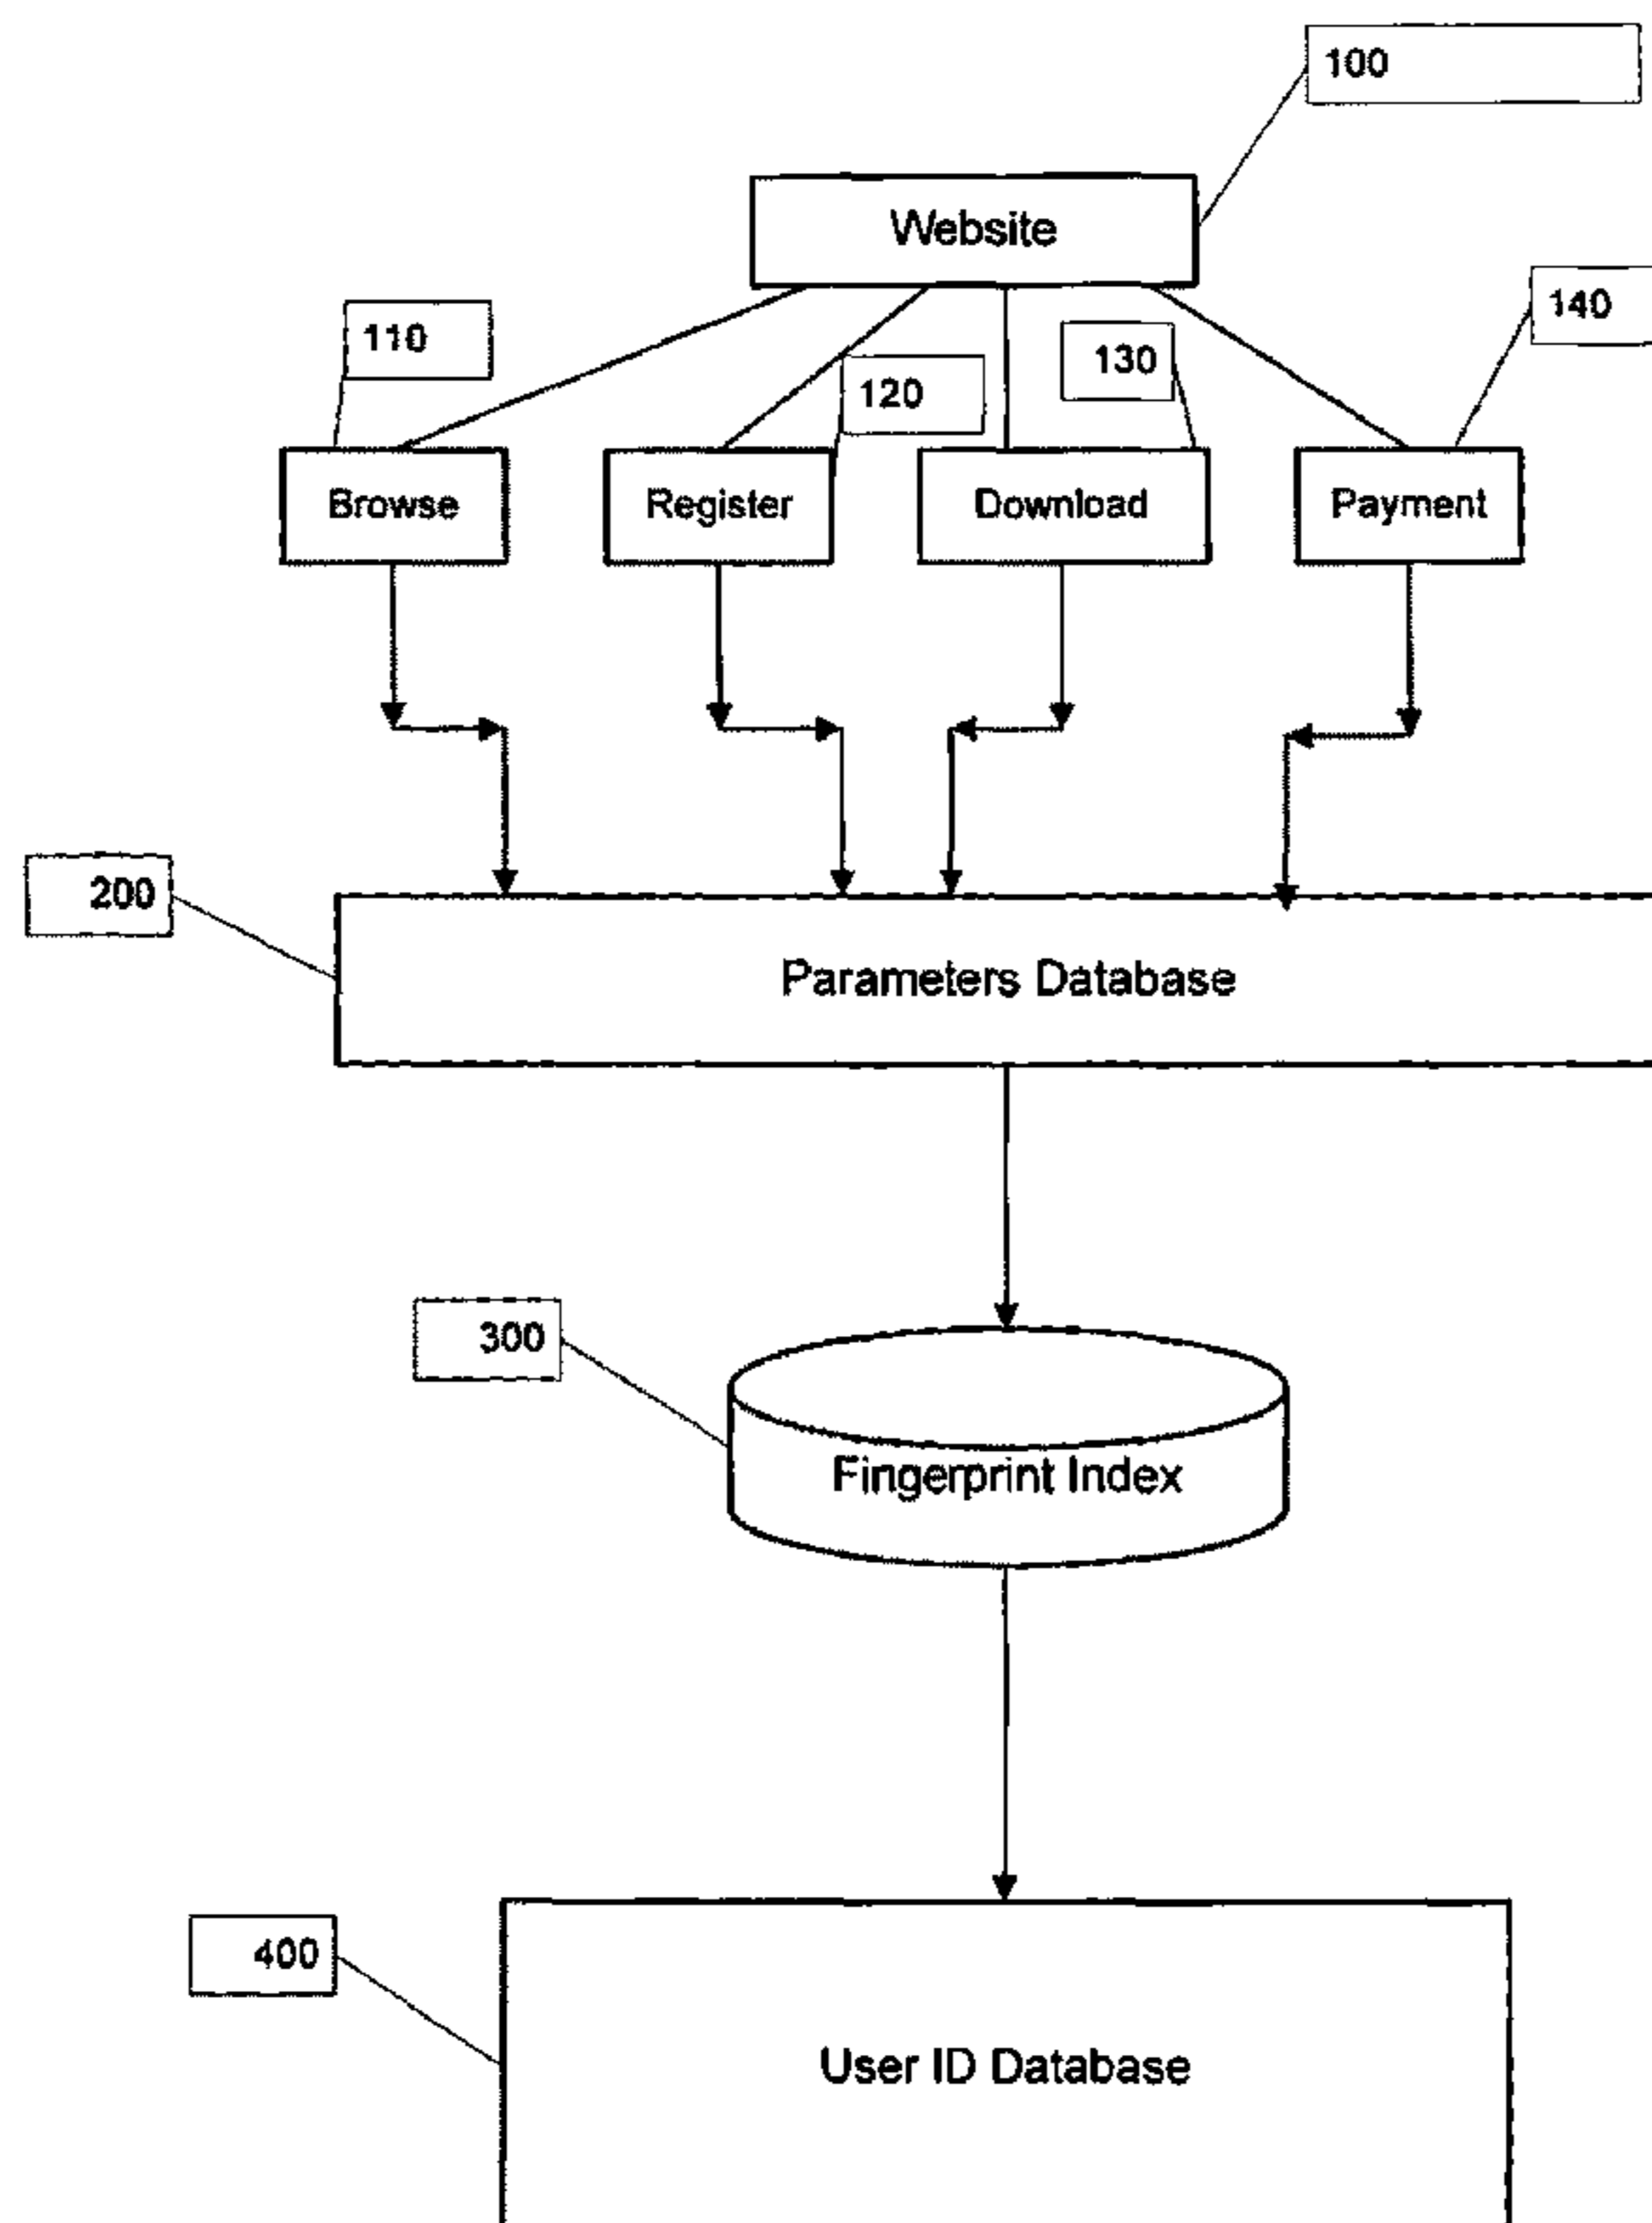 100
Website
110
120
130
140
Browse
Register
Download
Payment
200
Parameters Database
300
Fingerprint Index
400
User ID Database